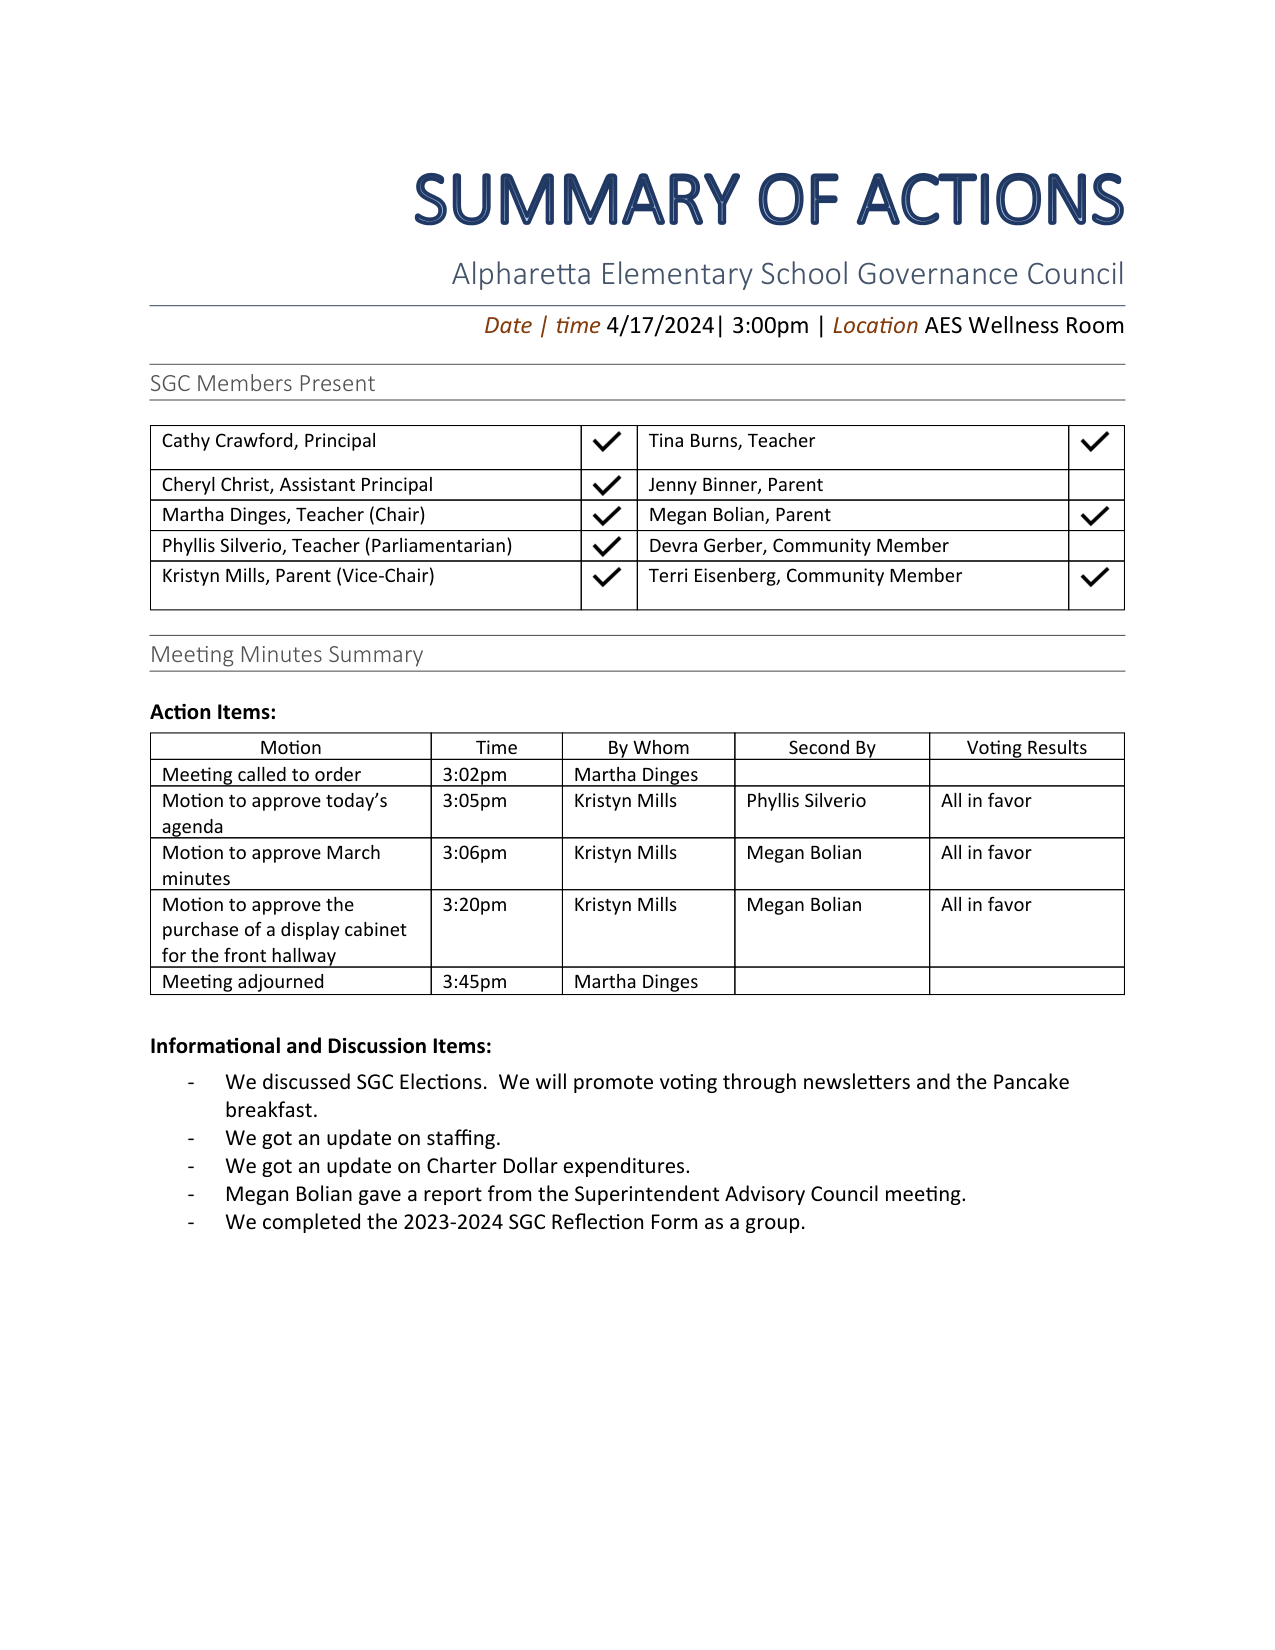 SUMMARY OF ACTIONS
Alpharetta Elementary School Governance Council
Date | time 4/17/2024| 3:00pm | Location AES Wellness Room
SGC Members Present
Cathy Crawford, Principal ✓ Tina Burns, Teacher ✓
Cheryl Christ, Assistant Principal ✓ Jenny Binner, Parent
Martha Dinges, Teacher (Chair) ✓ Megan Bolian, Parent ✓
Phyllis Silverio, Teacher (Parliamentarian) ✓ Devra Gerber, Community Member
Kristyn Mills, Parent (Vice-Chair) ✓ Terri Eisenberg, Community Member ✓
Meeting Minutes Summary
Action Items:
Motion Time By Whom Second By Voting Results
Meeting called to order 3:02pm Martha Dinges
Motion to approve today’s 3:05pm Kristyn Mills Phyllis Silverio All in favor
agenda
Motion to approve March 3:06pm Kristyn Mills Megan Bolian All in favor
minutes
Motion to approve the 3:20pm Kristyn Mills Megan Bolian All in favor
purchase of a display cabinet
for the front hallway
Meeting adjourned 3:45pm Martha Dinges
Informational and Discussion Items:
- We discussed SGC Elections.  We will promote voting through newsletters and the Pancake
breakfast.
- We got an update on staffing.
- We got an update on Charter Dollar expenditures.
- Megan Bolian gave a report from the Superintendent Advisory Council meeting.
- We completed the 2023-2024 SGC Reflection Form as a group.